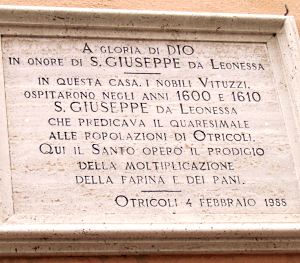 A GLORIA DI DIO
IN ONORE DI S. GIUSEPPE DA LEONESSA
IN QUESTA CASA, I NOBILI VITUZZI,
OSPITARONO NEGLI ANNI 1600 E 1610
S. GIUSEPPE DA LEONESSA
CHE PREDICAVA IL QUARESIMALE
ALLE POPOLAZIONI DI OTRICOLI.
QUI IL SANTO OPERÒ IL PRODIGIO
DELLA MOLTIPLICAZIONE
DELLA FARINA E DEI PANI.
OTRICOLI 4 FEBBRAIO 1988